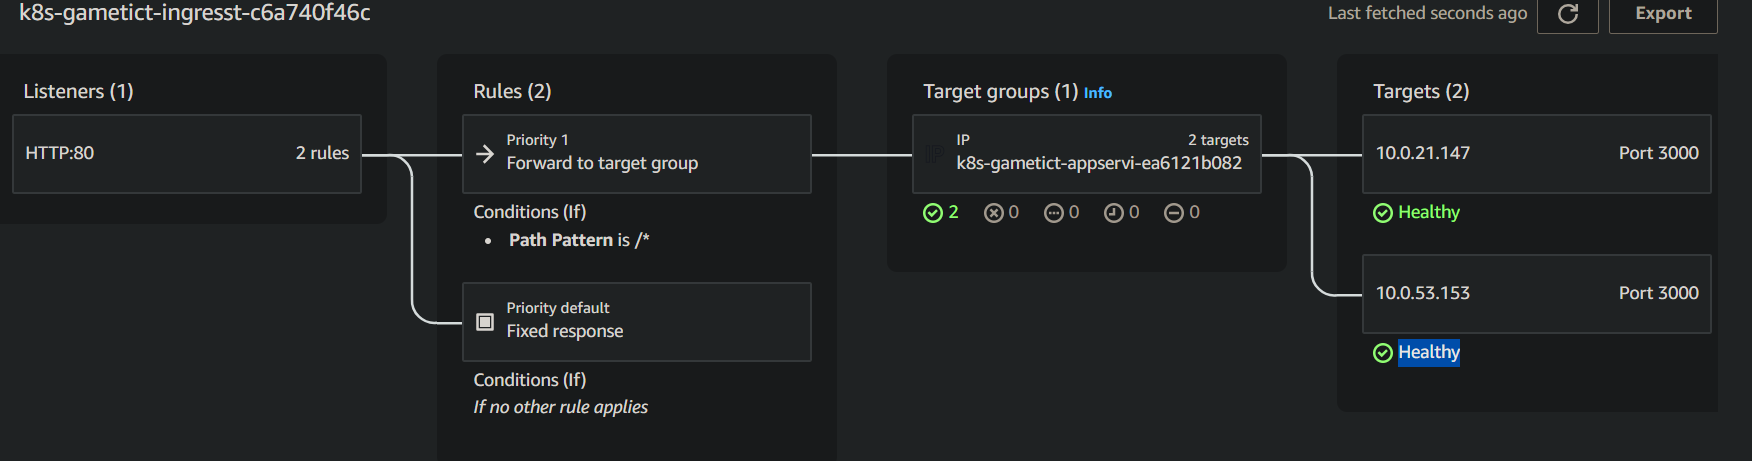 k8s-gametict-ingresst-c6a740f46c
Last fetched seconds ago
Export
Listeners (1)
HTTP:80
2 rules
Rules (2)
Priority 1
Forward to target group
Conditions (If)
Path Pattern is /*
Priority default
Fixed response
Conditions (If)
If no other rule applies
Target groups (1) Info
IP
2 targets
k8s-gametict-appservi-ea6121b082
2
0
0
0
0
Targets (2)
10.0.21.147
Port 3000
Healthy
10.0.53.153
Port 3000
Healthy